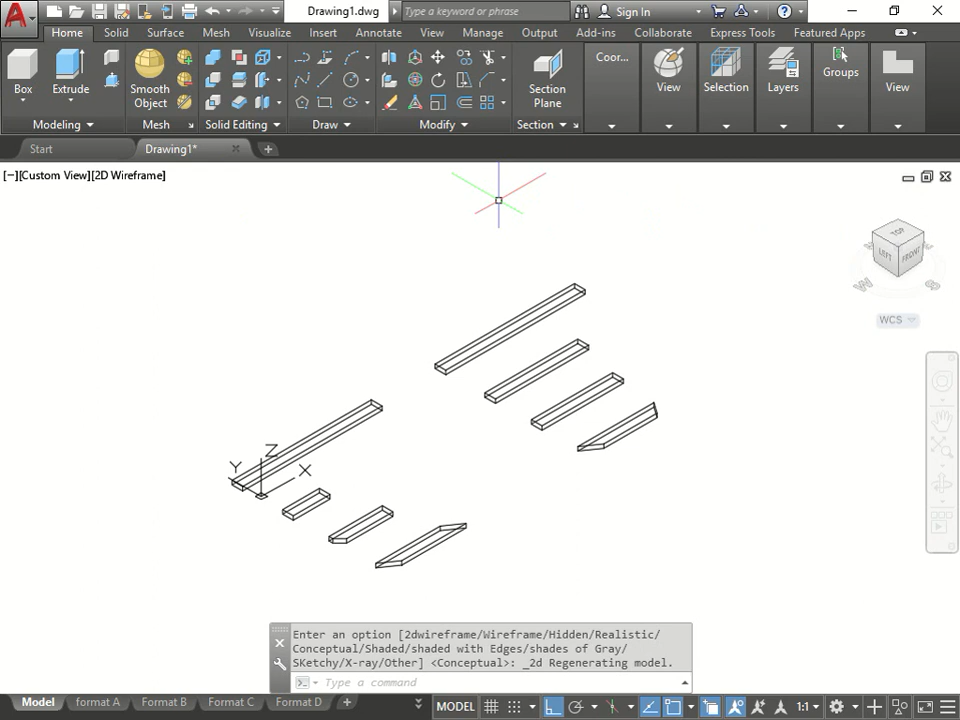 A Drawing1.dwg Type a keyword or phrase Sign In
Home Solid Surface Mesh Visualize Insert Annotate View Manage Output Add-ins Collaborate Express Tools Featured Apps
Box Extrude Smooth Object Section Plane Coor... View Selection Layers Groups View
Modeling Mesh Solid Editing Draw Modify Section
Start Drawing1*
[−][Custom View][2D Wireframe]
TOP
LEFT FRONT
W S
WCS
Z
Y X
Enter an option [2dwireframe/Wireframe/Hidden/Realistic/
Conceptual/Shaded/shaded with Edges/shades of Gray/
SKetchy/X-ray/Other] <Conceptual>: _2d Regenerating model.
Type a command
Model format A Format B Format C Format D MODEL 1:1